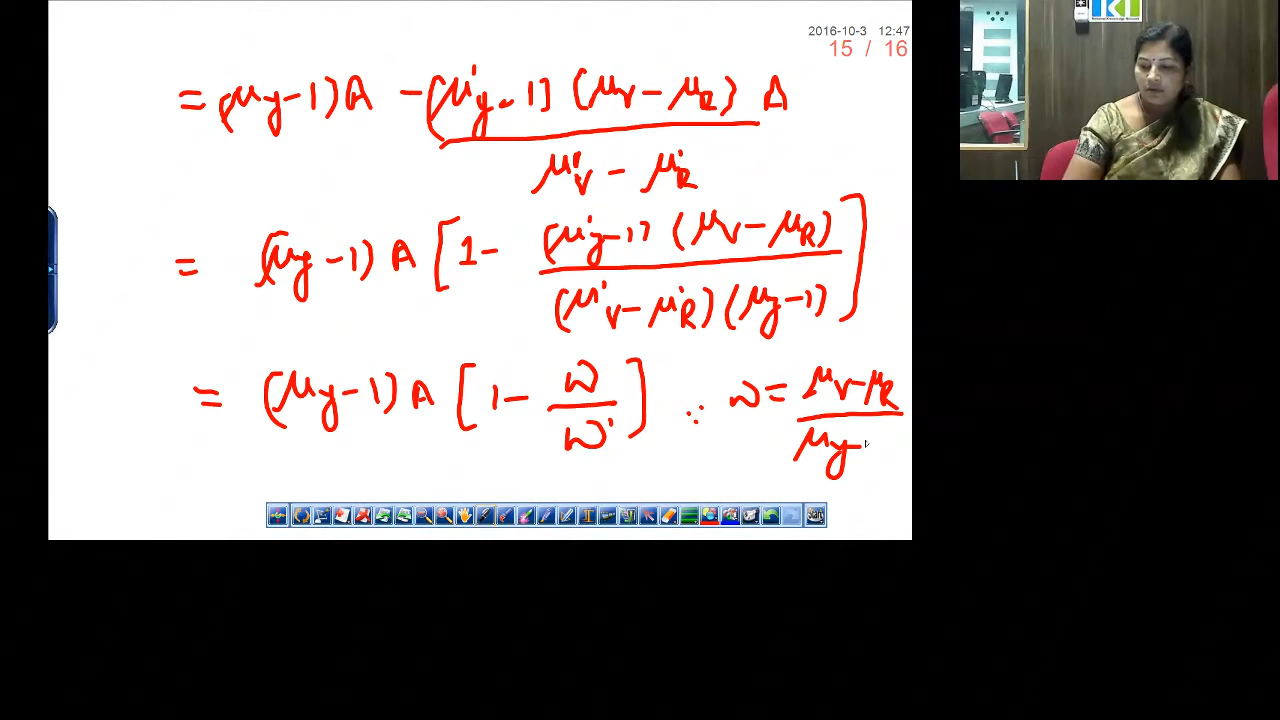 2016-10-3 12:47
15 / 16
= (μy-1)A - (μ'y-1) (μv-μR) A
μ'v - μ'R
= (μy-1) A [ 1- (μ'y-1) (μv-μR)
(μ'v-μ'R) (μy-1) ]
= (μy-1) A [ 1- ω
ω' ] ∵ ω = μv-μR
μy-